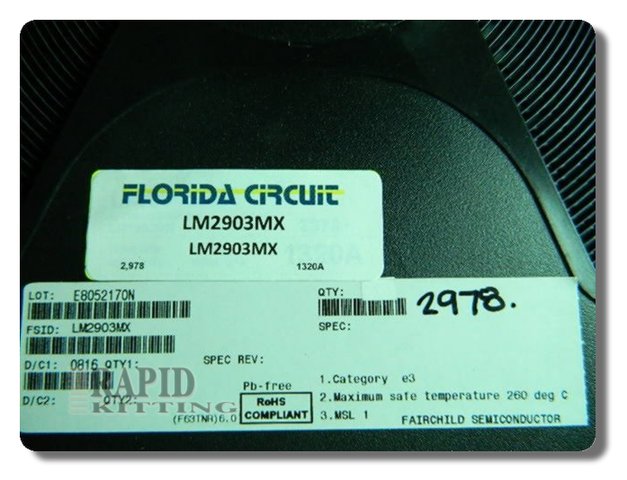 FLORIDA CIRCUIT
LM2903MX
LM2903MX
2,978 1320A
LOT: E8052170N
QTY: 2978.
FSID: LM2903MX
SPEC:
D/C1: 0816 QTY1:
SPEC REV:
D/C2: QTY2:
RAPID
KITTING
Pb-free
(F63TNR)6.0
RoHS
COMPLIANT
1.Category e3
2.Maximum safe temperature 260 deg C
3.MSL 1
FAIRCHILD SEMICONDUCTOR